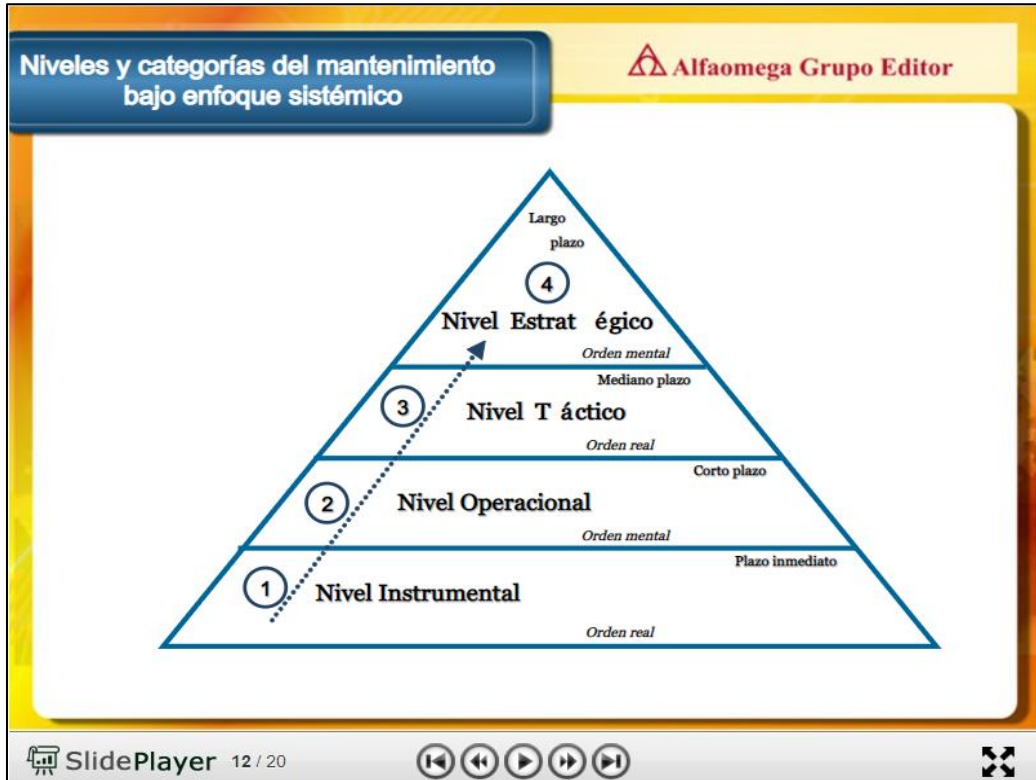 Niveles y categorías del mantenimiento
bajo enfoque sistémico
Alfaomega Grupo Editor
Largo
plazo
4
Nivel Estrat égico
Orden mental
Mediano plazo
3
Nivel T áctico
Orden real
Corto plazo
2
Nivel Operacional
Orden mental
Plazo inmediato
1
Nivel Instrumental
Orden real
SlidePlayer 12 / 20